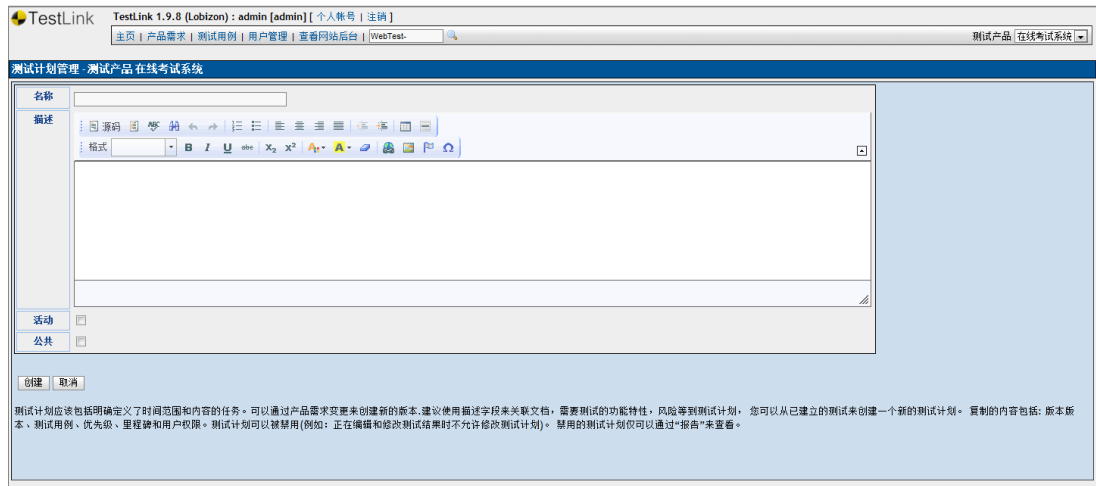 TestLink TestLink 1.9.8 (Lobizon) : admin [admin] [ 个人帐号 | 注销 ]
主页 | 产品需求 | 测试用例 | 用户管理 | 查看网站后台 | WebTest- 测试产品 在线考试系统
测试计划管理 - 测试产品 在线考试系统
名称
描述
源码 ABC
格式 B I U abc X₂ X² A A Ω
活动
公共
创建 取消
测试计划应该包括明确定义了时间范围和内容的任务。可以通过产品需求变更来创建新的版本.建议使用描述字段来关联文档，需要测试的功能特性，风险等到测试计划， 您可以从已建立的测试来创建一个新的测试计划。 复制的内容包括: 版本版
本、测试用例、优先级、里程碑和用户权限。测试计划可以被禁用(例如：正在编辑和修改测试结果时不允许修改测试计划)。 禁用的测试计划仅可以通过“报告”来查看。